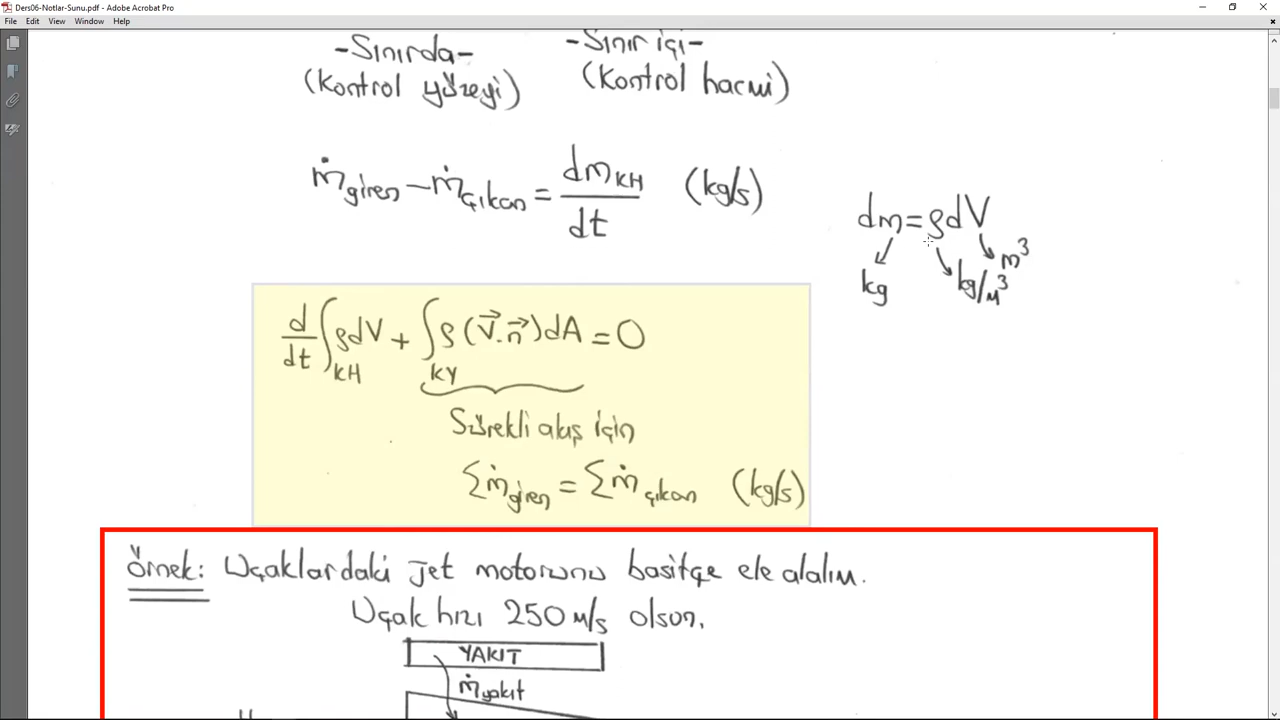 Ders06-Notlar-Sunu.pdf - Adobe Acrobat Pro
File Edit View Window Help
-Sınırda- -Sınır içi-
(Kontrol yüzeyi) (Kontrol hacmi)
ṁgiren - ṁçıkan = dmKH/dt (kg/s)
dm = ρdV
kg kg/m³ m³
d/dt ∫KH ρdV + ∫KY ρ(V⃗.n⃗)dA = 0
Sürekli akış için
Σṁgiren = Σṁçıkan (kg/s)
Örnek: Uçaklardaki jet motorunu basitçe ele alalım.
Uçak hızı 250 m/s olsun.
YAKIT
ṁyakıt